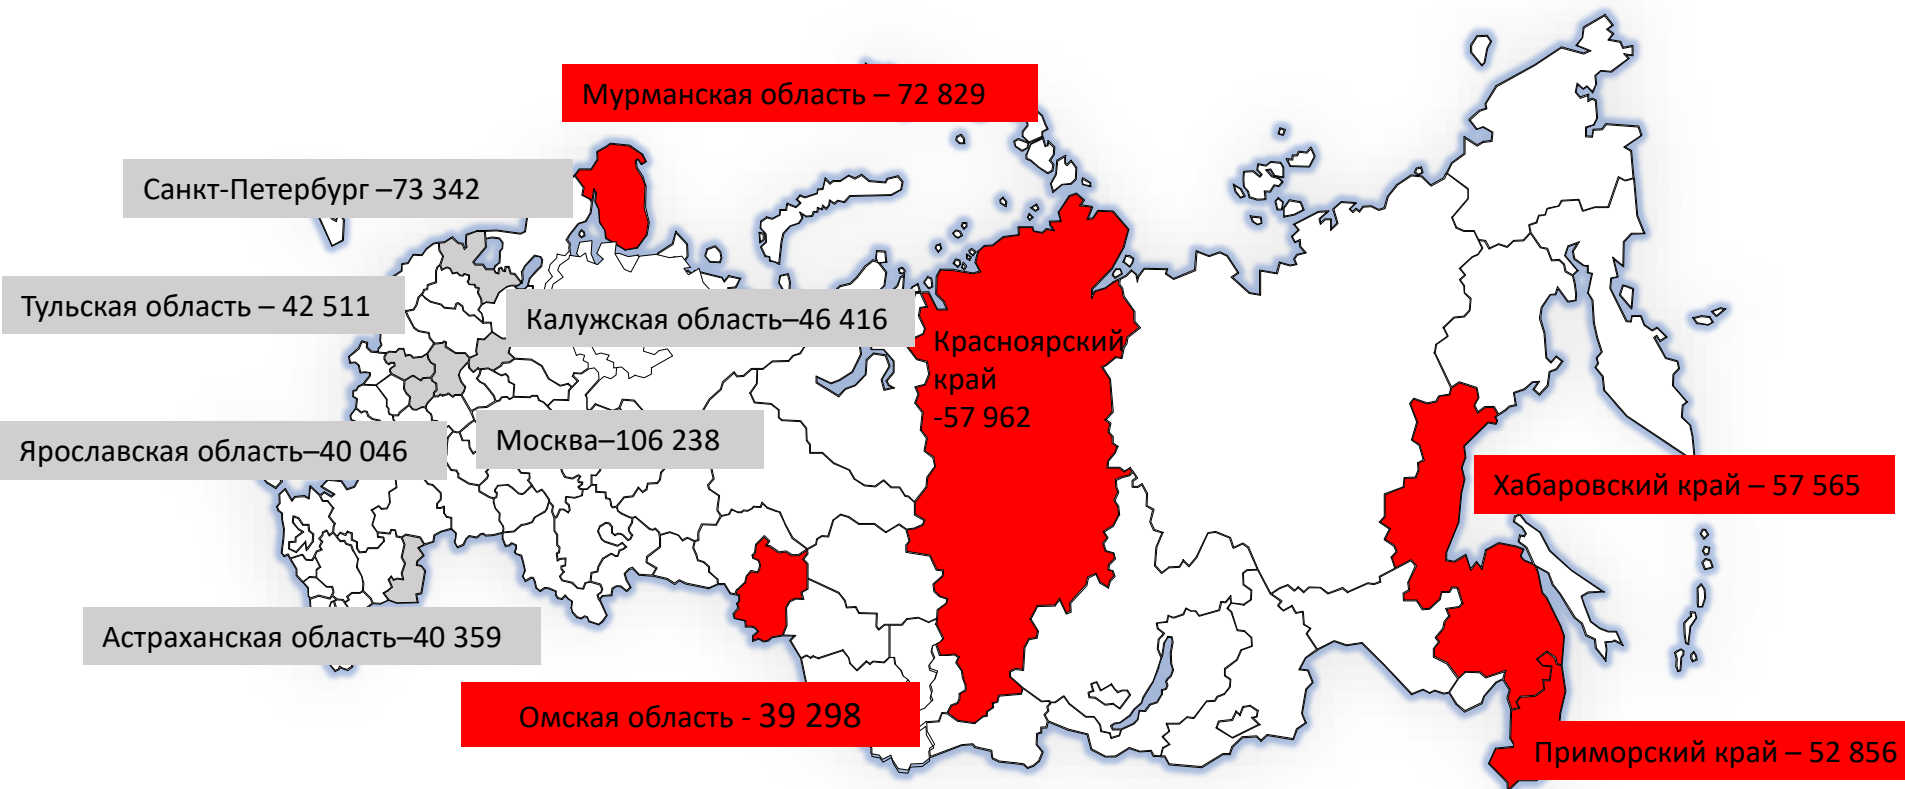 Мурманская область – 72 829
Санкт-Петербург –73 342
Тульская область – 42 511
Калужская область–46 416
Красноярский
край
-57 962
Ярославская область–40 046
Москва–106 238
Хабаровский край – 57 565
Астраханская область–40 359
Омская область - 39 298
Приморский край – 52 856